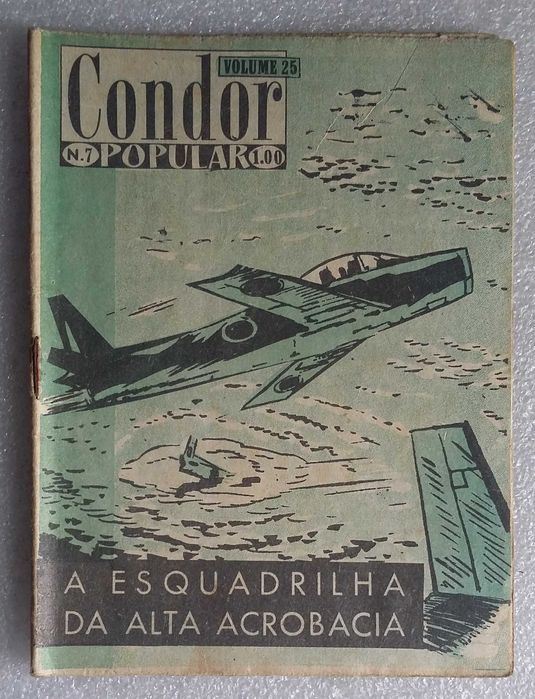 VOLUME 25
Condor
N.7 POPULAR 1.00
A ESQUADRILHA
DA ALTA ACROBACIA